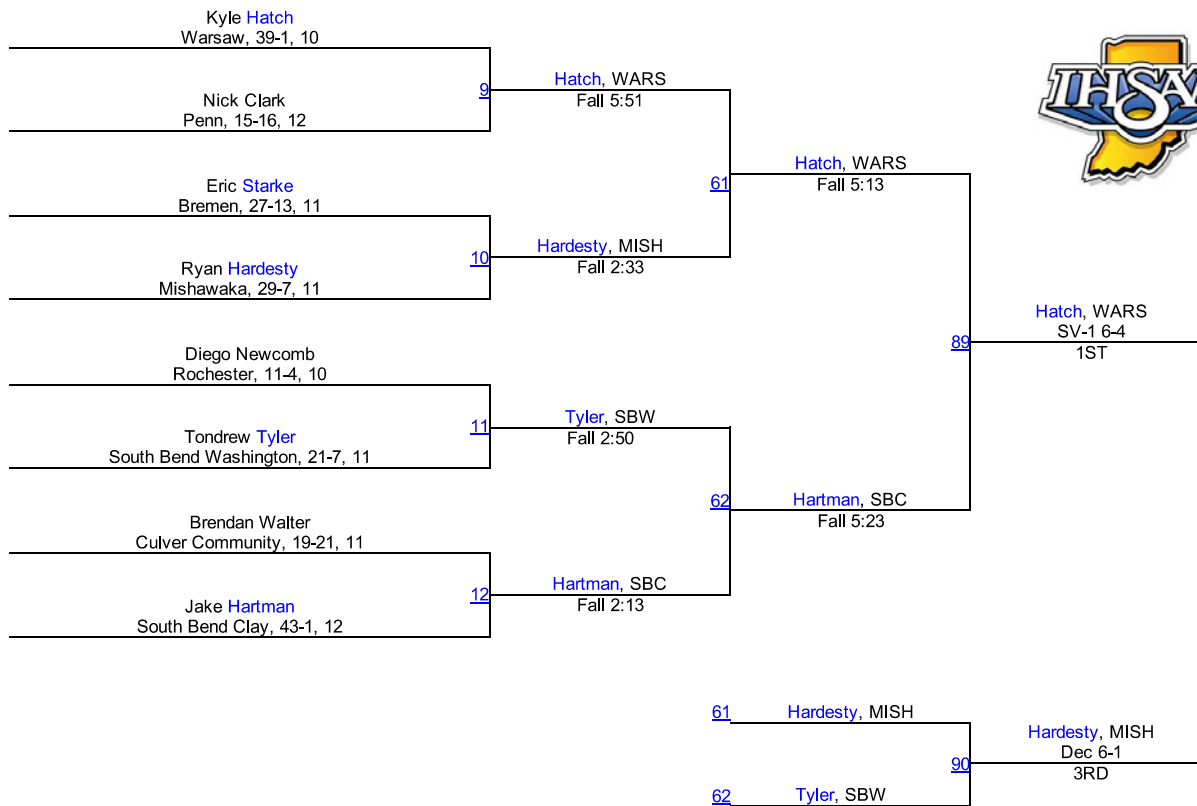 Kyle Hatch
Warsaw, 39-1, 10
9
Hatch, WARS
Fall 5:51
Nick Clark
Penn, 15-16, 12
IHSAA
61
Hatch, WARS
Fall 5:13
Eric Starke
Bremen, 27-13, 11
10
Hardesty, MISH
Fall 2:33
Ryan Hardesty
Mishawaka, 29-7, 11
89
Hatch, WARS
SV-1 6-4
1ST
Diego Newcomb
Rochester, 11-4, 10
11
Tyler, SBW
Fall 2:50
Tondrew Tyler
South Bend Washington, 21-7, 11
62
Hartman, SBC
Fall 5:23
Brendan Walter
Culver Community, 19-21, 11
12
Hartman, SBC
Fall 2:13
Jake Hartman
South Bend Clay, 43-1, 12
61
Hardesty, MISH
90
Hardesty, MISH
Dec 6-1
3RD
62
Tyler, SBW